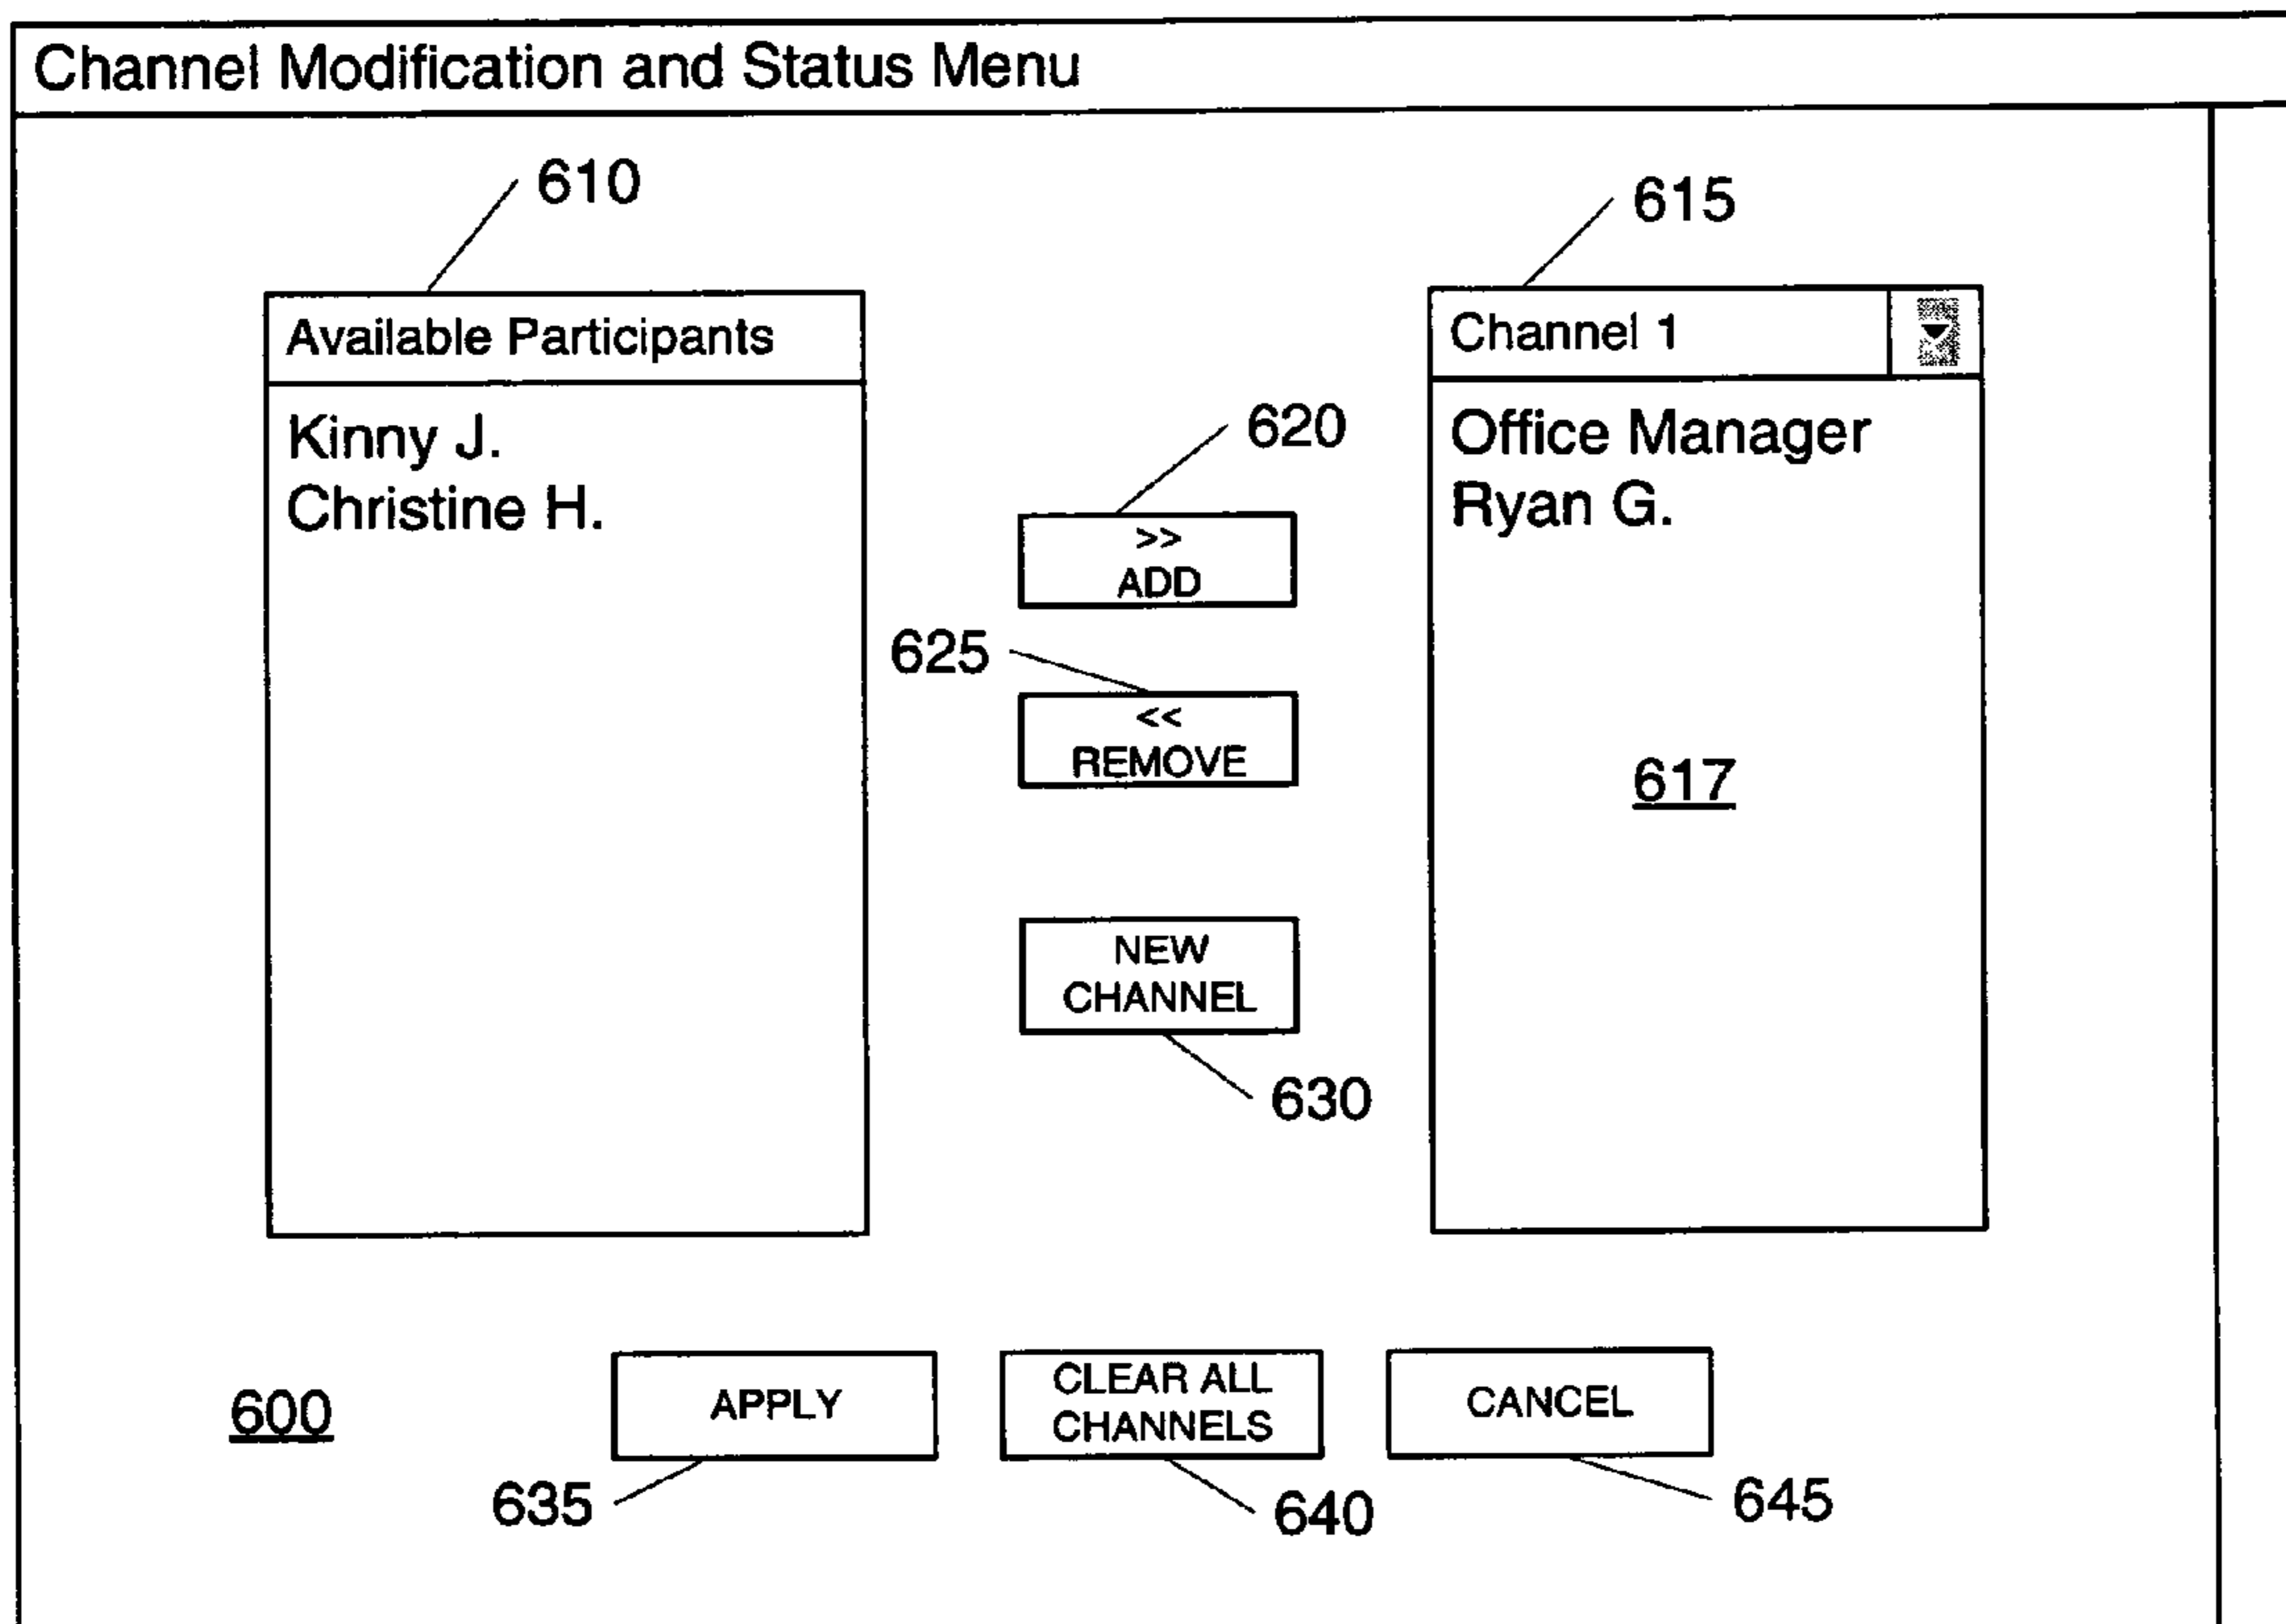 Channel Modification and Status Menu
610
615
Available Participants
Channel 1
Kinny J.
Christine H.
Office Manager
Ryan G.
620
>>
ADD
625
<<
REMOVE
617
NEW
CHANNEL
630
600
APPLY
CLEAR ALL
CHANNELS
CANCEL
635
640
645